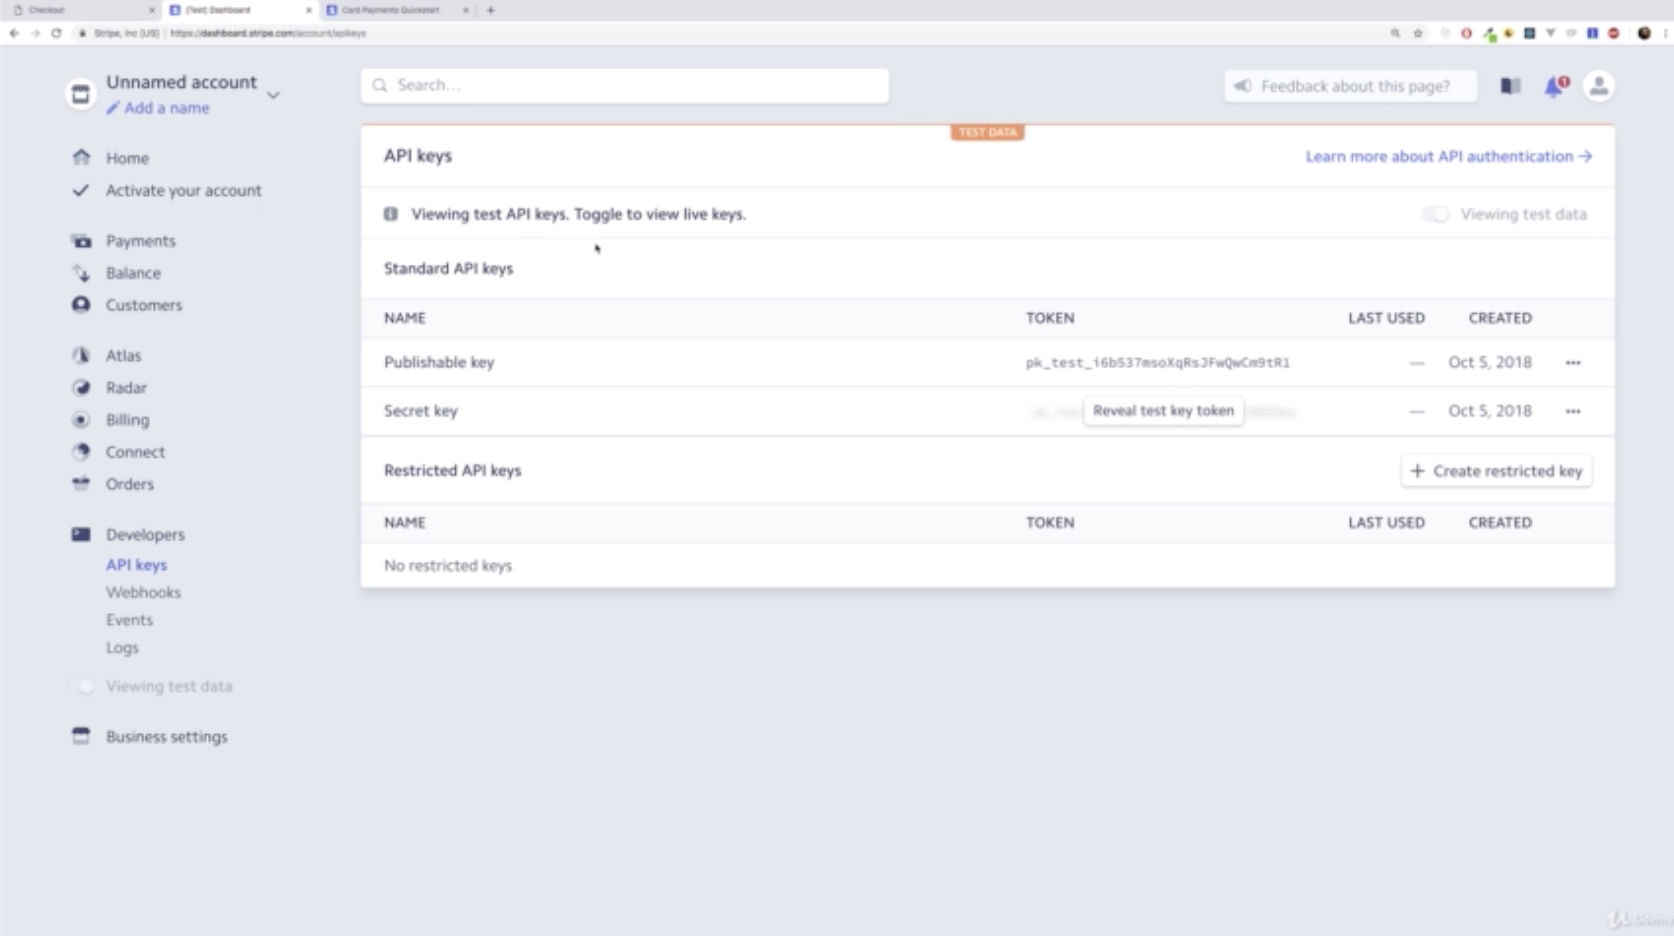 Checkout
[Test] Dashboard
Card Payments Quickstart
Stripe, Inc [US] | https://dashboard.stripe.com/account/apikeys
Unnamed account
Add a name
Search...
Feedback about this page?
1
TEST DATA
Home
Activate your account
Payments
Balance
Customers
Atlas
Radar
Billing
Connect
Orders
Developers
API keys
Webhooks
Events
Logs
Viewing test data
Business settings
API keys
Learn more about API authentication →
Viewing test API keys. Toggle to view live keys.
Viewing test data
Standard API keys
NAME TOKEN LAST USED CREATED
Publishable key pk_test_i6b537msoXqRsJFwQwCm9tR1 — Oct 5, 2018
Secret key Reveal test key token — Oct 5, 2018
Restricted API keys
+ Create restricted key
NAME TOKEN LAST USED CREATED
No restricted keys
Udemy